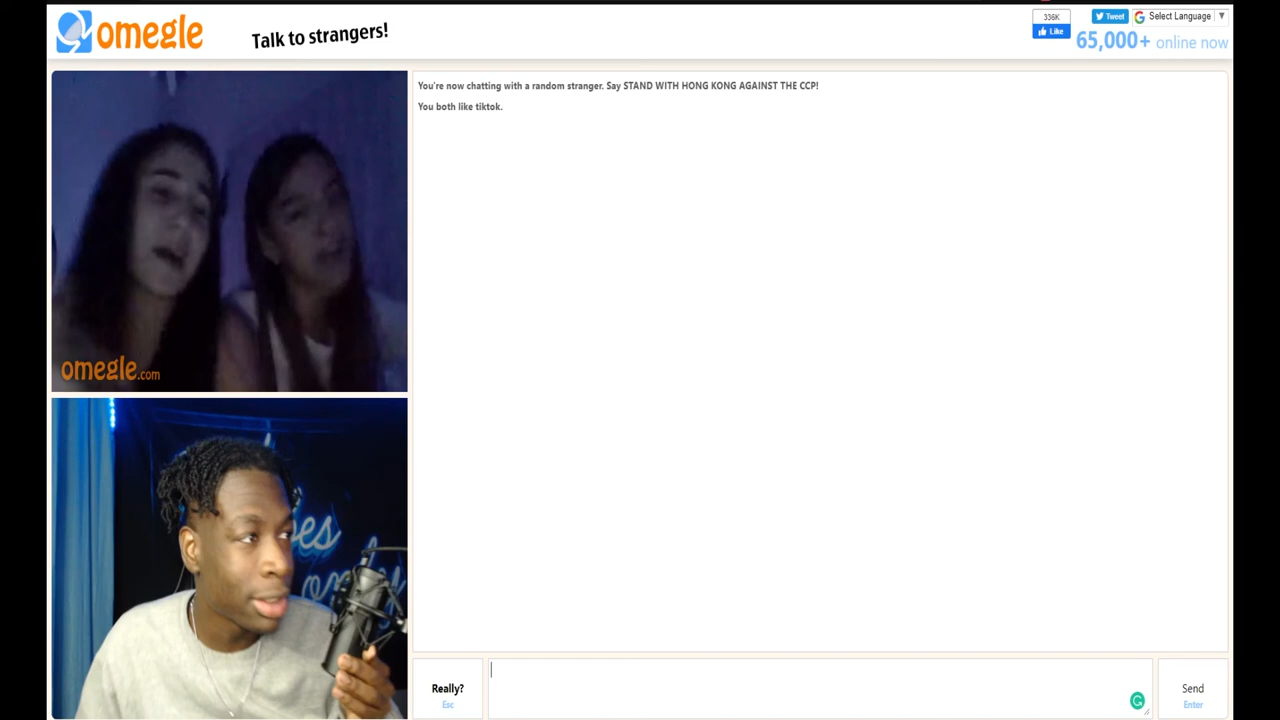 omegle
Talk to strangers!
336K
Like
Tweet
Select Language
65,000+ online now
You're now chatting with a random stranger. Say STAND WITH HONG KONG AGAINST THE CCP!
You both like tiktok.
omegle.com
only
Really?
Esc
Send
Enter